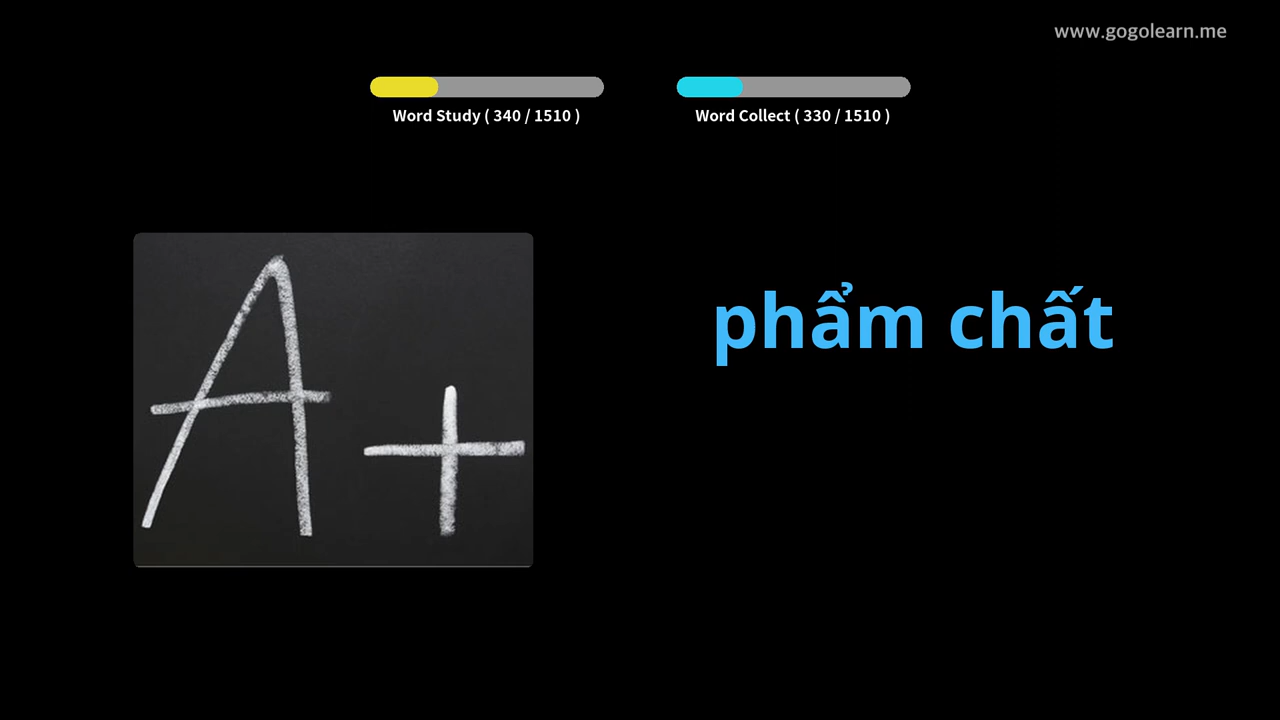 www.gogolearn.me
Word Study ( 340 / 1510 )
Word Collect ( 330 / 1510 )
A+
phẩm chất